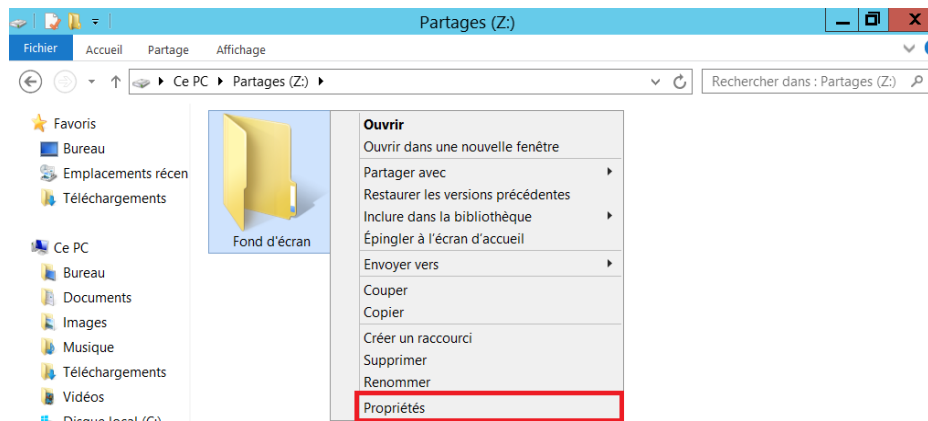 Partages (Z:)
Fichier Accueil Partage Affichage
Ce PC Partages (Z:) Rechercher dans : Partages (Z:)
Favoris
Bureau
Emplacements récen
Téléchargements
Ce PC
Bureau
Documents
Images
Musique
Téléchargements
Vidéos
Disque local (C:)
Fond d'écran
Ouvrir
Ouvrir dans une nouvelle fenêtre
Partager avec
Restaurer les versions précédentes
Inclure dans la bibliothèque
Épingler à l'écran d'accueil
Envoyer vers
Couper
Copier
Créer un raccourci
Supprimer
Renommer
Propriétés